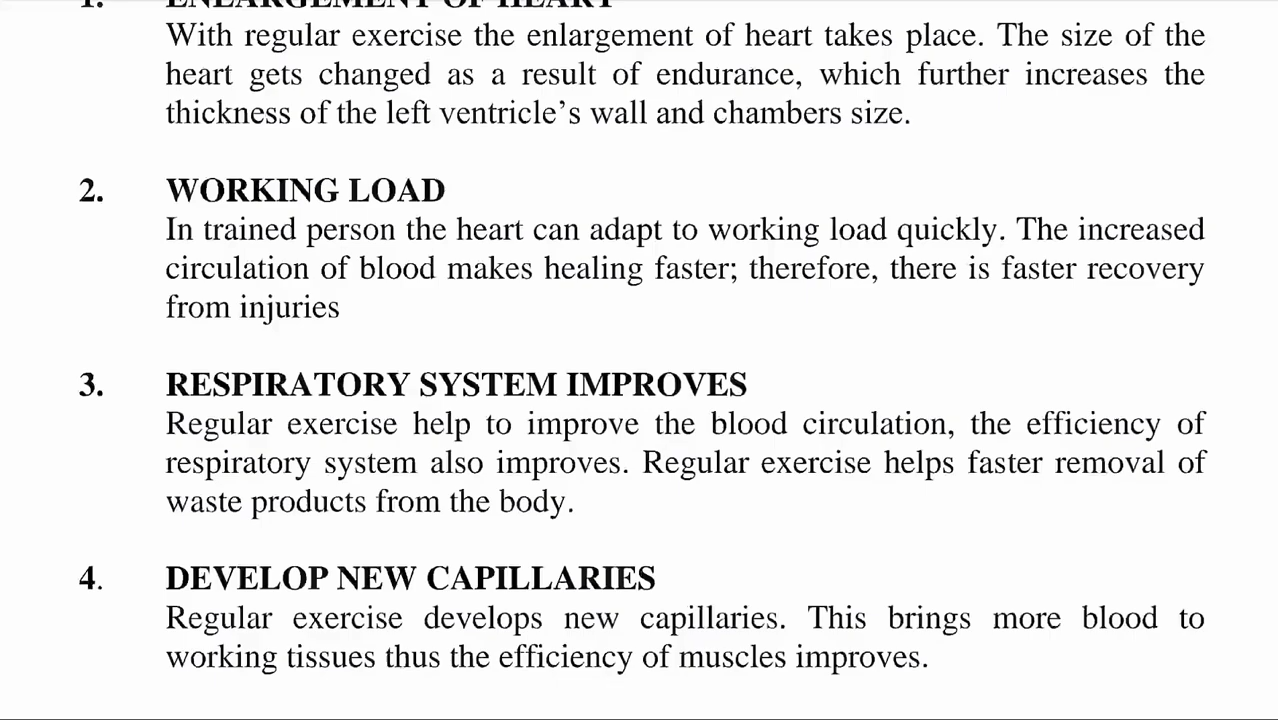 1. ENLARGEMENT OF HEART
With regular exercise the enlargement of heart takes place. The size of the
heart gets changed as a result of endurance, which further increases the
thickness of the left ventricle's wall and chambers size.
2. WORKING LOAD
In trained person the heart can adapt to working load quickly. The increased
circulation of blood makes healing faster; therefore, there is faster recovery
from injuries
3. RESPIRATORY SYSTEM IMPROVES
Regular exercise help to improve the blood circulation, the efficiency of
respiratory system also improves. Regular exercise helps faster removal of
waste products from the body.
4. DEVELOP NEW CAPILLARIES
Regular exercise develops new capillaries. This brings more blood to
working tissues thus the efficiency of muscles improves.